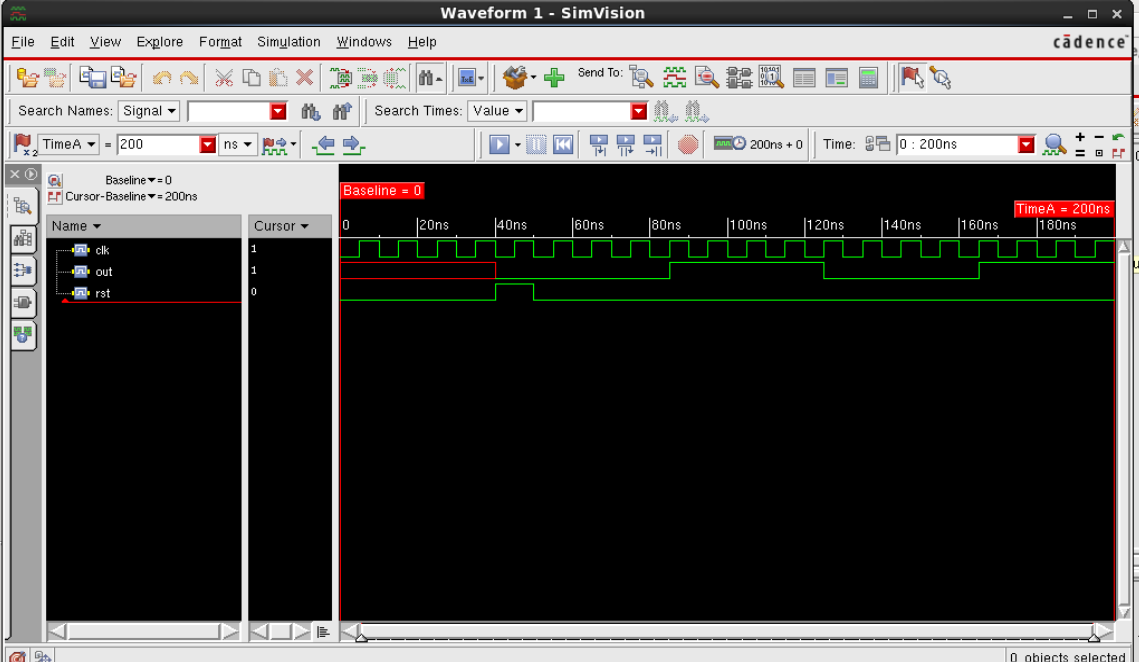 Waveform 1 - SimVision
File Edit View Explore Format Simulation Windows Help
cādence
Send To:
Search Names: Signal
Search Times: Value
x2 TimeA = 200 ns
200ns + 0
Time: 0 : 200ns
Baseline = 0
Cursor-Baseline = 200ns
Baseline = 0
TimeA = 200ns
Name Cursor
0 20ns 40ns 60ns 80ns 100ns 120ns 140ns 160ns 180ns
clk 1
out 1
rst 0
0 objects selected